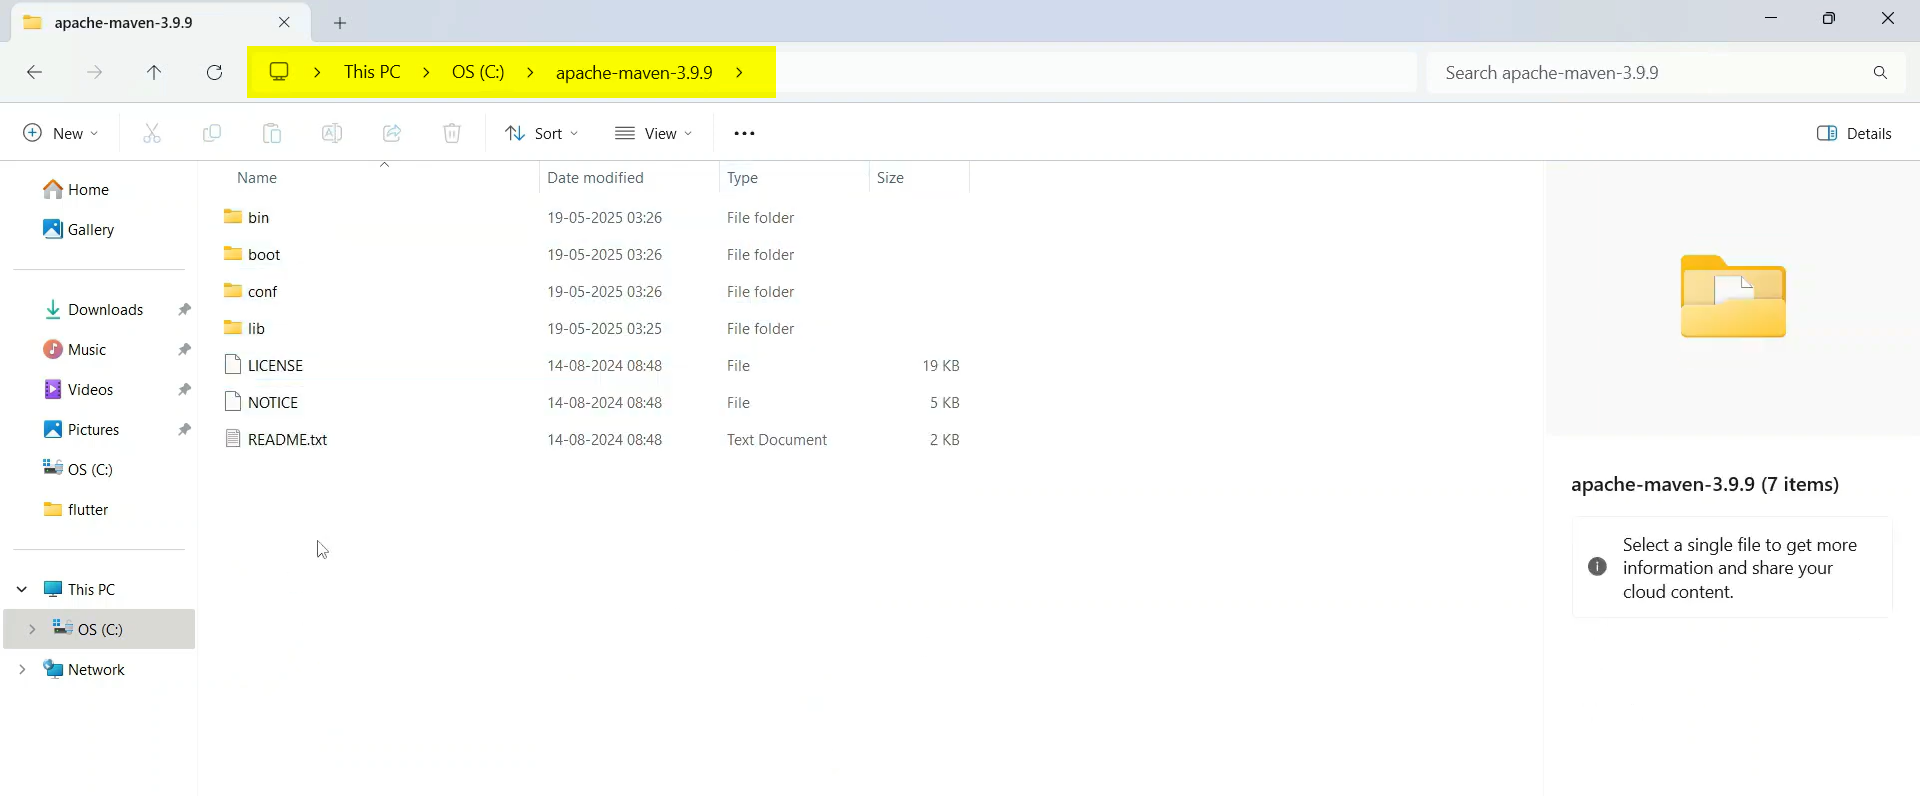 apache-maven-3.9.9
This PC > OS (C:) > apache-maven-3.9.9 >
Search apache-maven-3.9.9
New
Sort
View
Details
Home
Gallery
Downloads
Music
Videos
Pictures
OS (C:)
flutter
This PC
OS (C:)
Network
Name Date modified Type Size
bin 19-05-2025 03:26 File folder
boot 19-05-2025 03:26 File folder
conf 19-05-2025 03:26 File folder
lib 19-05-2025 03:25 File folder
LICENSE 14-08-2024 08:48 File 19 KB
NOTICE 14-08-2024 08:48 File 5 KB
README.txt 14-08-2024 08:48 Text Document 2 KB
apache-maven-3.9.9 (7 items)
Select a single file to get more
information and share your
cloud content.